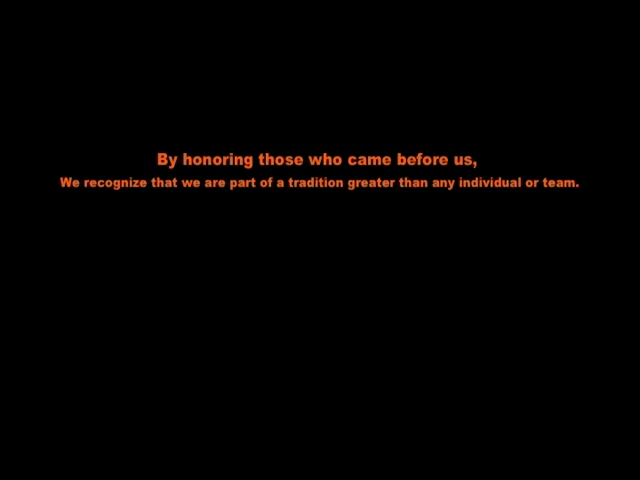 By honoring those who came before us,
We recognize that we are part of a tradition greater than any individual or team.